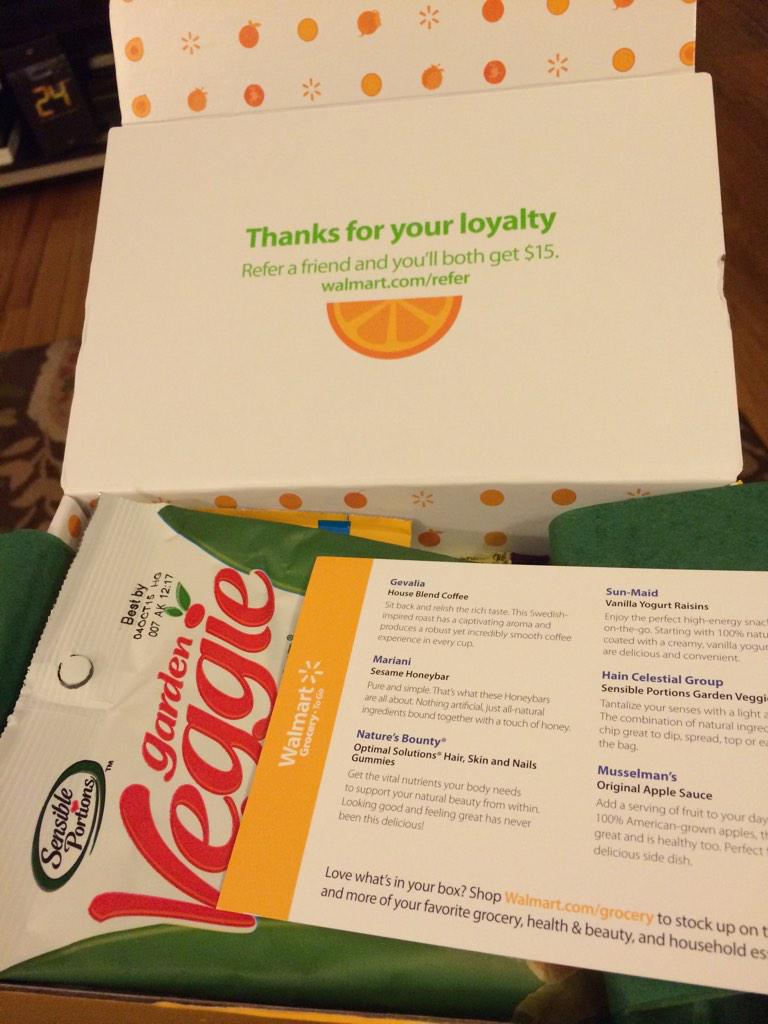 24
Thanks for your loyalty
Refer a friend and you'll both get $15.
walmart.com/refer
Best by
04OCT15 HG
007 AK 12:17
garden
Veggie
Sensible
Portions
TM
Walmart
Grocery To Go
Gevalia
House Blend Coffee
Sit back and relish the rich taste. This Swedish-
inspired roast has a captivating aroma and
produces a robust yet incredibly smooth coffee
experience in every cup.
Mariani
Sesame Honeybar
Pure and simple. That's what these Honeybars
are all about. Nothing artificial, just all-natural
ingredients bound together with a touch of honey.
Nature's Bounty®
Optimal Solutions® Hair, Skin and Nails
Gummies
Get the vital nutrients your body needs
to support your natural beauty from within.
Looking good and feeling great has never
been this delicious!
Sun-Maid
Vanilla Yogurt Raisins
Enjoy the perfect high-energy snac
on-the-go. Starting with 100% natu
coated with a creamy, vanilla yogu
are delicious and convenient.
Hain Celestial Group
Sensible Portions Garden Veggi
Tantalize your senses with a light a
The combination of natural ingred
chip great to dip, spread, top or ea
the bag.
Musselman's
Original Apple Sauce
Add a serving of fruit to your day
100% American-grown apples, th
great and is healthy too. Perfect
delicious side dish.
Love what's in your box? Shop Walmart.com/grocery to stock up on t
and more of your favorite grocery, health & beauty, and household es